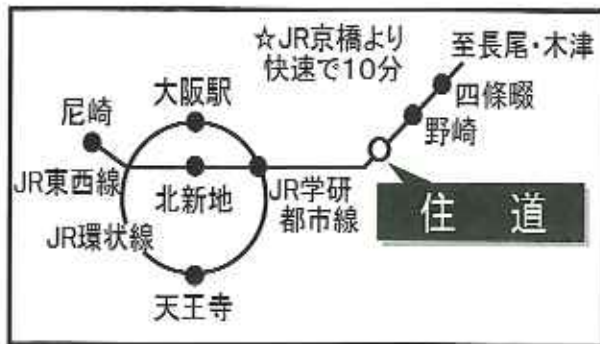 ☆JR京橋より
快速で10分
至長尾・木津
四條畷
野崎
大阪駅
尼崎
JR東西線
北新地
JR学研
都市線
住道
JR環状線
天王寺